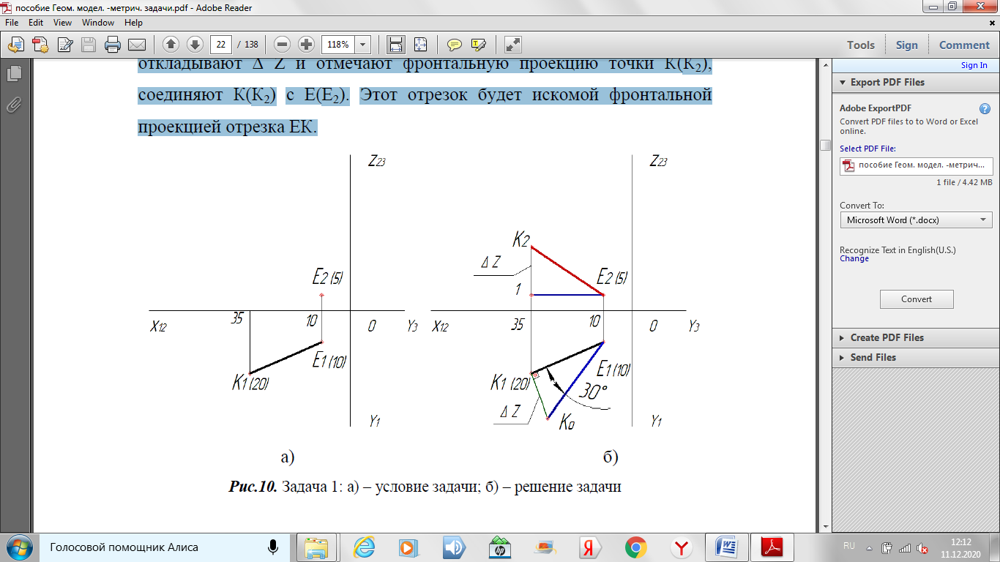 пособие Геом. модел. -метрич. задачи.pdf - Adobe Reader
File Edit View Window Help
22 / 138 118% Tools Sign Comment
откладывают Δ Z и отмечают фронтальную проекцию точки К(К2),
соединяют К(К2) с Е(Е2). Этот отрезок будет искомой фронтальной
проекцией отрезка ЕК.
Z23
E2 (5)
35 10
X12 0 Y3
E1 (10)
K1 (20)
Y1
а)
Z23
K2
Δ Z
E2 (5)
1
X12 35 10 0 Y3
K1 (20) E1 (10)
30°
Δ Z
K0 Y1
б)
Рис.10. Задача 1: а) – условие задачи; б) – решение задачи
Sign In
Export PDF Files
Adobe ExportPDF
Convert PDF files to to Word or Excel
online.
Select PDF File:
пособие Геом. модел. -метрич...
1 file / 4.42 MB
Convert To:
Microsoft Word (*.docx)
Recognize Text in English(U.S.)
Change
Convert
Create PDF Files
Send Files
Голосовой помощник Алиса
RU
12:12
11.12.2020